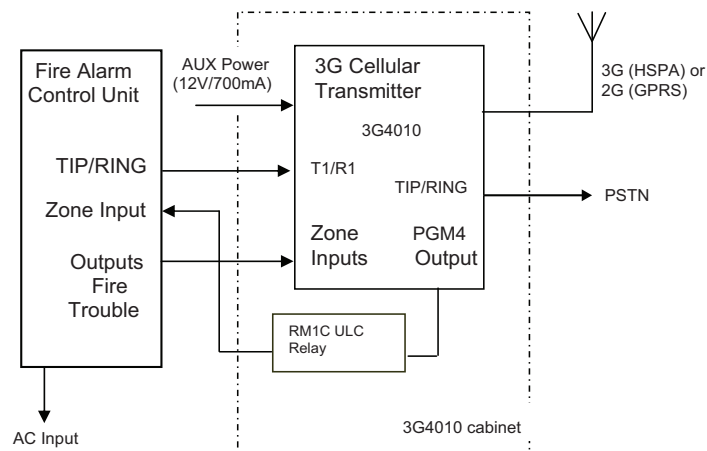 Fire Alarm
Control Unit
TIP/RING
Zone Input
Outputs
Fire
Trouble
AC Input
AUX Power
(12V/700mA)
3G Cellular
Transmitter
3G4010
T1/R1
TIP/RING
Zone
Inputs
PGM4
Output
RM1C ULC
Relay
3G4010 cabinet
3G (HSPA) or
2G (GPRS)
PSTN